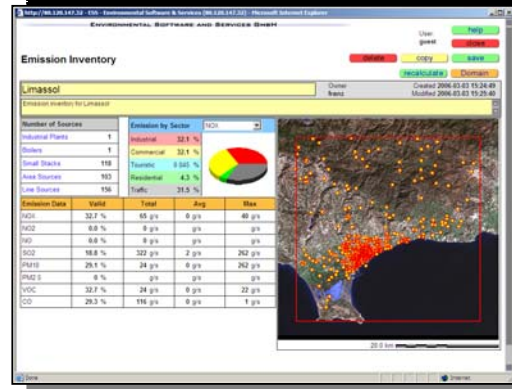 http://80.120.147.32 - ESS - Environmental Software & Services (80.120.147.32) - Microsoft Internet Explorer
ENVIRONMENTAL SOFTWARE AND SERVICES GMBH
User:
guest
help
close
Emission Inventory
delete
copy
save
recalculate
Domain
Limassol
Owner
franz
Created 2006-03-03 15:24:49
Modified 2006-03-03 15:25:40
Emission inventory for Limassol
Number of Sources
Industrial Plants 1
Boilers 1
Small Stacks 118
Area Sources 103
Line Sources 156
Emission by Sector NOX
Industrial 32.1 %
Commercial 32.1 %
Touristic 0.045 %
Residential 4.3 %
Traffic 31.5 %
Emission Data Valid Total Avg Max
NOX 32.7 % 65 g/s 0 g/s 40 g/s
NO2 0.0 % 0 g/s g/s g/s
NO 0.0 % 0 g/s g/s g/s
SO2 18.8 % 322 g/s 2 g/s 262 g/s
PM10 29.1 % 24 g/s 0 g/s 262 g/s
PM2.5 0 % g/s g/s g/s
VOC 32.7 % 24 g/s 0 g/s 22 g/s
CO 29.3 % 116 g/s 0 g/s 1 g/s
20.0 km
Done
Internet